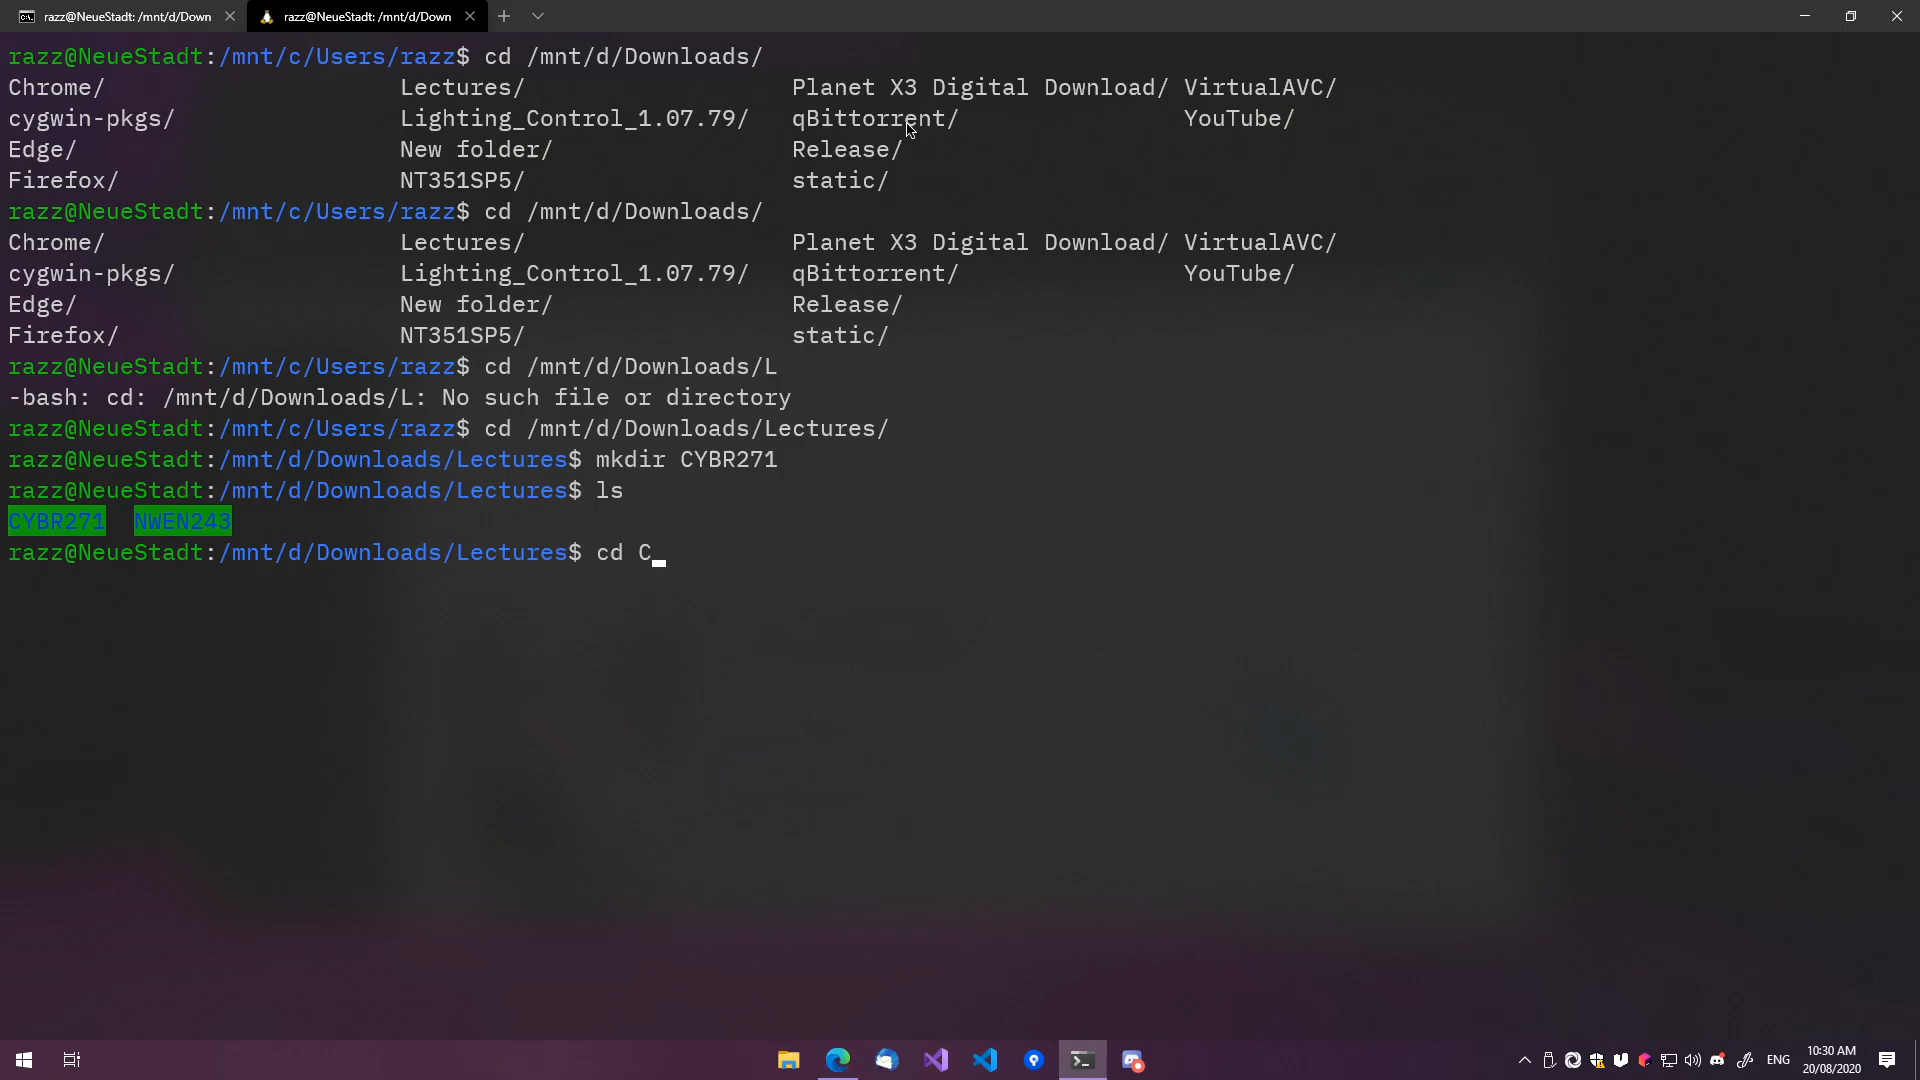 razz@NeueStadt: /mnt/d/Down
razz@NeueStadt: /mnt/d/Down
razz@NeueStadt:/mnt/c/Users/razz$ cd /mnt/d/Downloads/
Chrome/ Lectures/ Planet X3 Digital Download/ VirtualAVC/
cygwin-pkgs/ Lighting_Control_1.07.79/ qBittorrent/ YouTube/
Edge/ New folder/ Release/
Firefox/ NT351SP5/ static/
razz@NeueStadt:/mnt/c/Users/razz$ cd /mnt/d/Downloads/
Chrome/ Lectures/ Planet X3 Digital Download/ VirtualAVC/
cygwin-pkgs/ Lighting_Control_1.07.79/ qBittorrent/ YouTube/
Edge/ New folder/ Release/
Firefox/ NT351SP5/ static/
razz@NeueStadt:/mnt/c/Users/razz$ cd /mnt/d/Downloads/L
-bash: cd: /mnt/d/Downloads/L: No such file or directory
razz@NeueStadt:/mnt/c/Users/razz$ cd /mnt/d/Downloads/Lectures/
razz@NeueStadt:/mnt/d/Downloads/Lectures$ mkdir CYBR271
razz@NeueStadt:/mnt/d/Downloads/Lectures$ ls
CYBR271 NWEN243
razz@NeueStadt:/mnt/d/Downloads/Lectures$ cd C
ENG
10:30 AM
20/08/2020